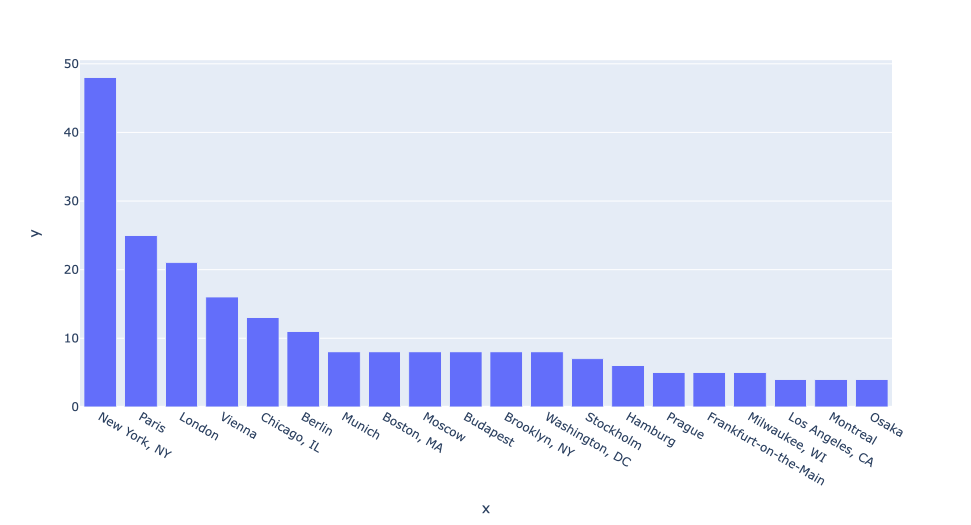 50
40
30
20
10
0
y
New York, NY
Paris
London
Vienna
Chicago, IL
Berlin
Munich
Boston, MA
Moscow
Budapest
Brooklyn, NY
Washington, DC
Stockholm
Hamburg
Prague
Frankfurt-on-the-Main
Milwaukee, WI
Los Angeles, CA
Montreal
Osaka
x